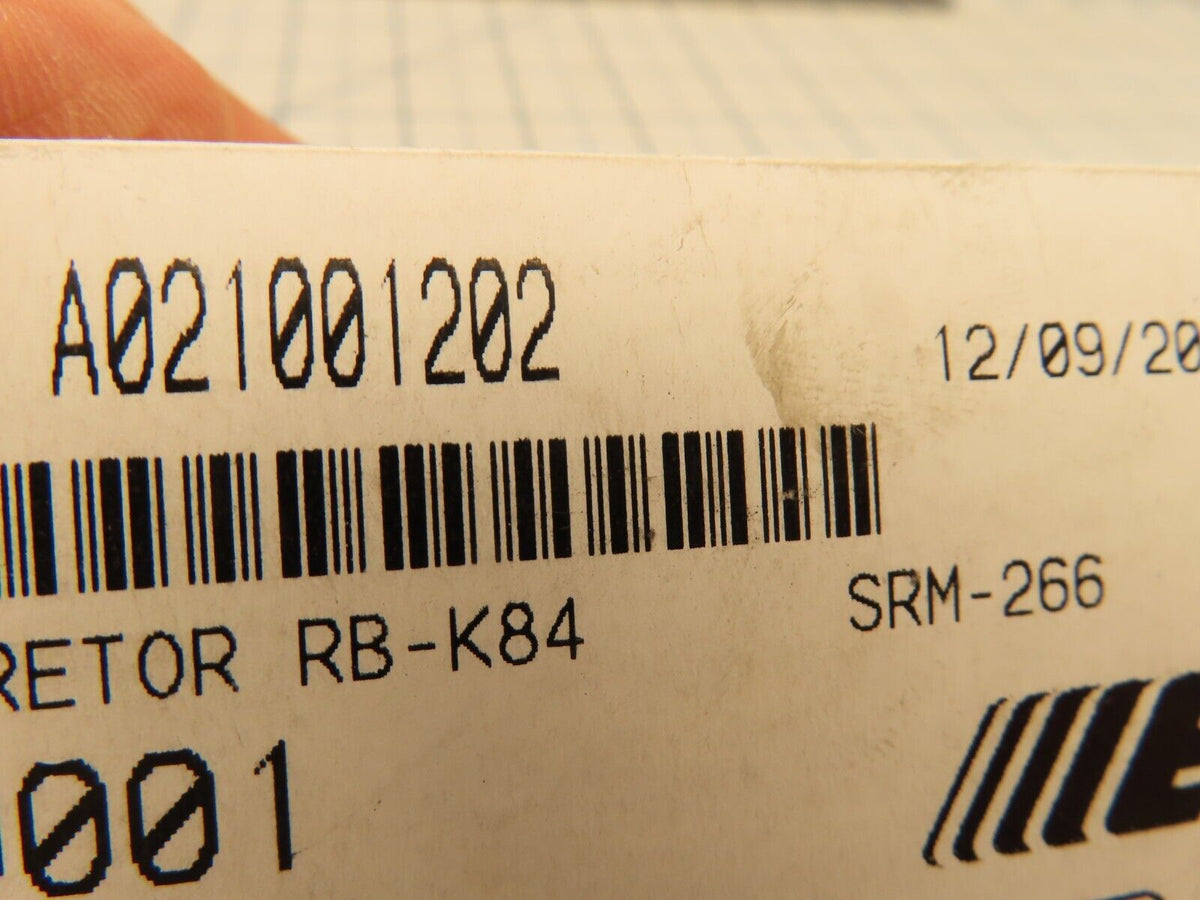 A021001202
12/09/20
RETOR RB-K84
SRM-266
001